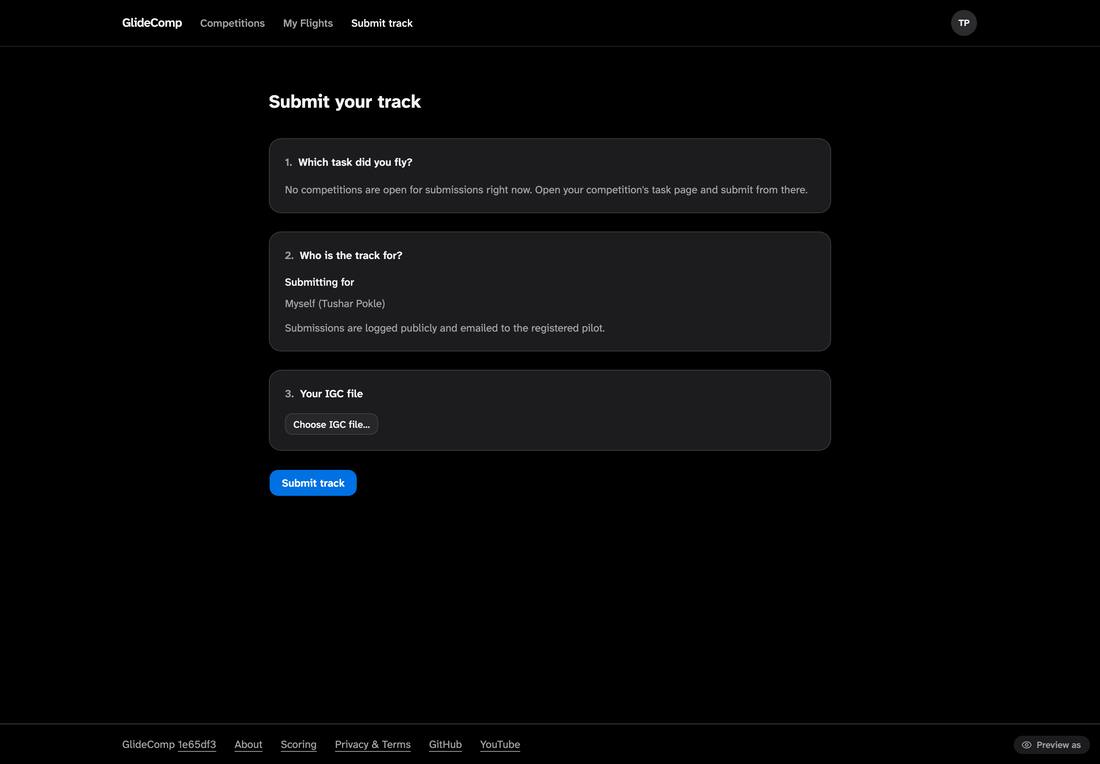 GlideComp Competitions My Flights Submit track TP
Submit your track
1. Which task did you fly?
No competitions are open for submissions right now. Open your competition's task page and submit from there.
2. Who is the track for?
Submitting for
Myself (Tushar Pokle)
Submissions are logged publicly and emailed to the registered pilot.
3. Your IGC file
Choose IGC file...
Submit track
GlideComp 1e65df3 About Scoring Privacy & Terms GitHub YouTube Preview as